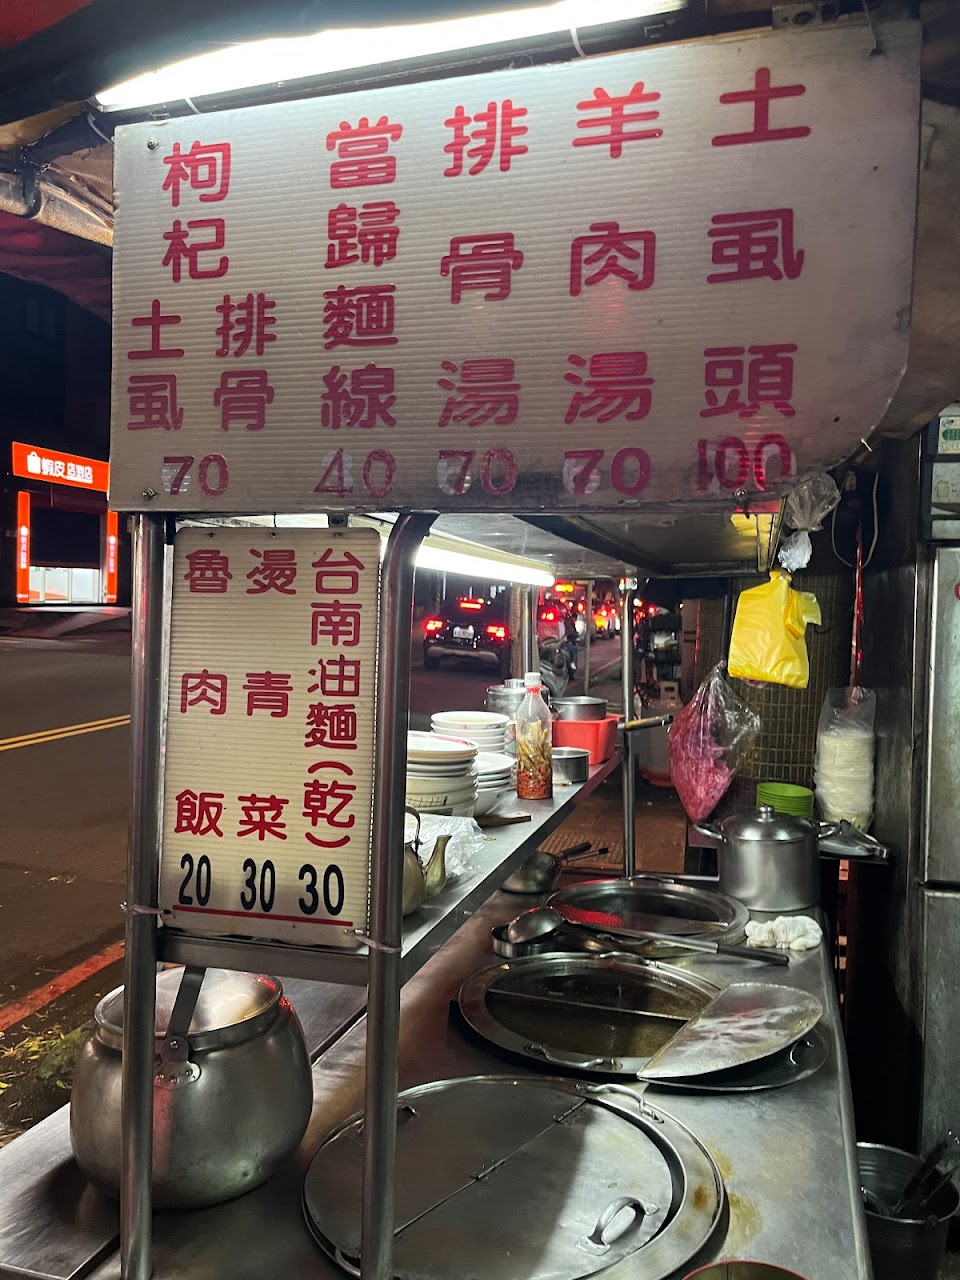 土虱頭 100
羊肉湯 70
排骨湯 70
當歸麵線 40
枸杞 排骨 土虱 70
台南油麵(乾) 30
燙青菜 30
魯肉飯 20
蝦皮店到店